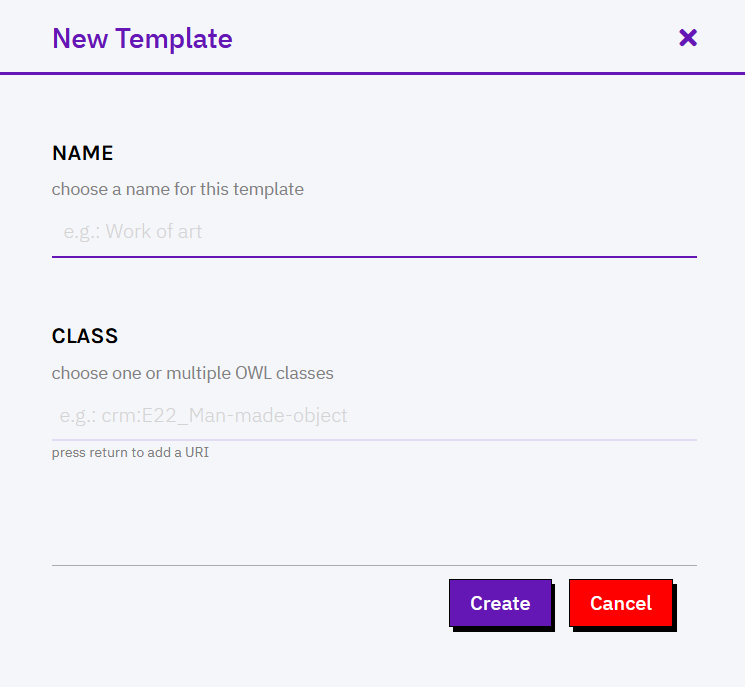 New Template
NAME
choose a name for this template
e.g.: Work of art
CLASS
choose one or multiple OWL classes
e.g.: crm:E22_Man-made-object
press return to add a URI
Create Cancel